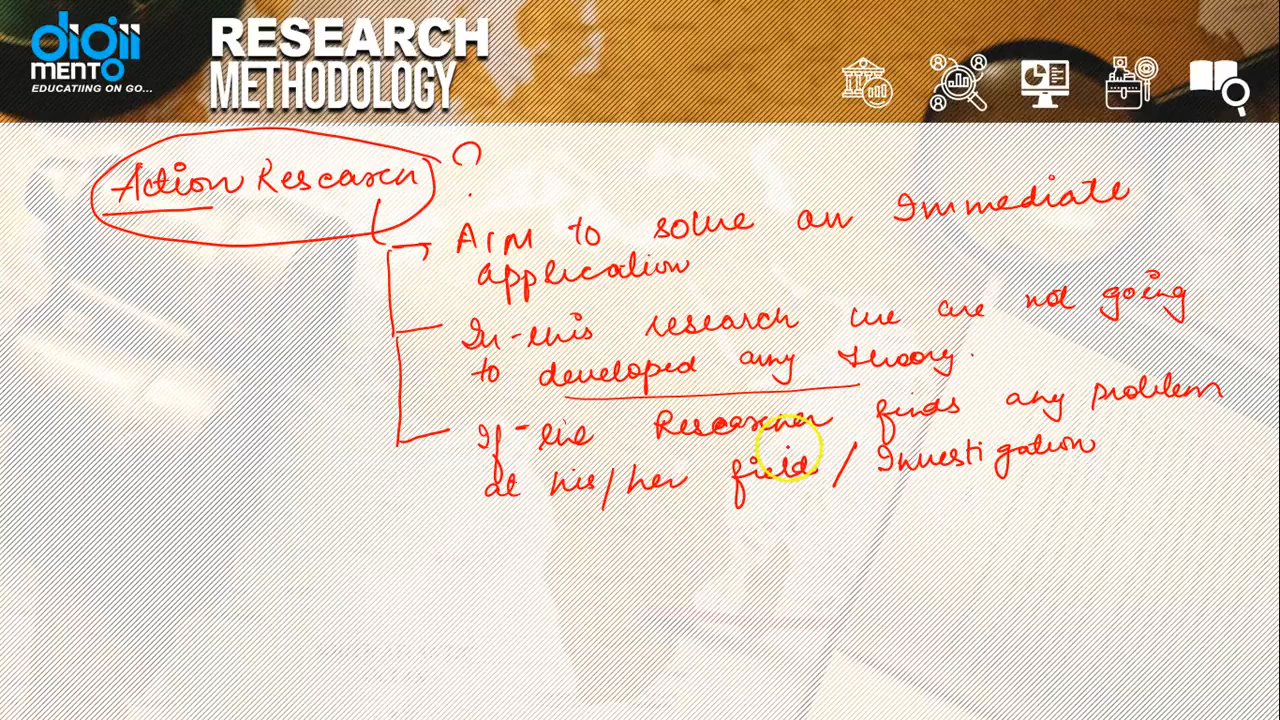 digii
mento
EDUCATING ON GO...
RESEARCH
METHODOLOGY
Action Research ?
AIM to solve an Immediate
application
In this research we are not going
to developed any theory.
If the Researcher finds any problem
at his/her field / Investigation